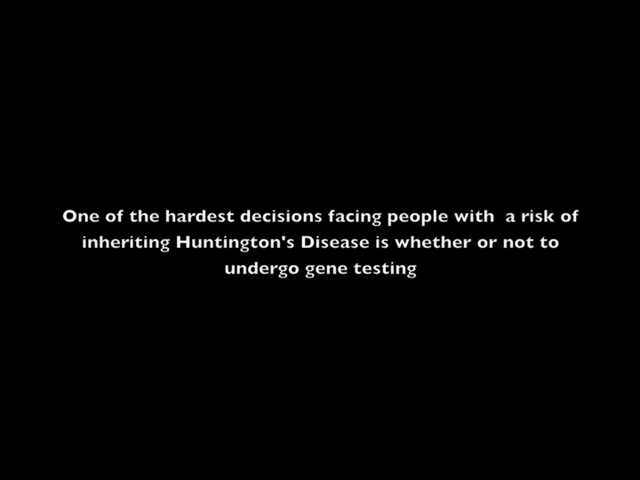 One of the hardest decisions facing people with  a risk of
inheriting Huntington's Disease is whether or not to
undergo gene testing